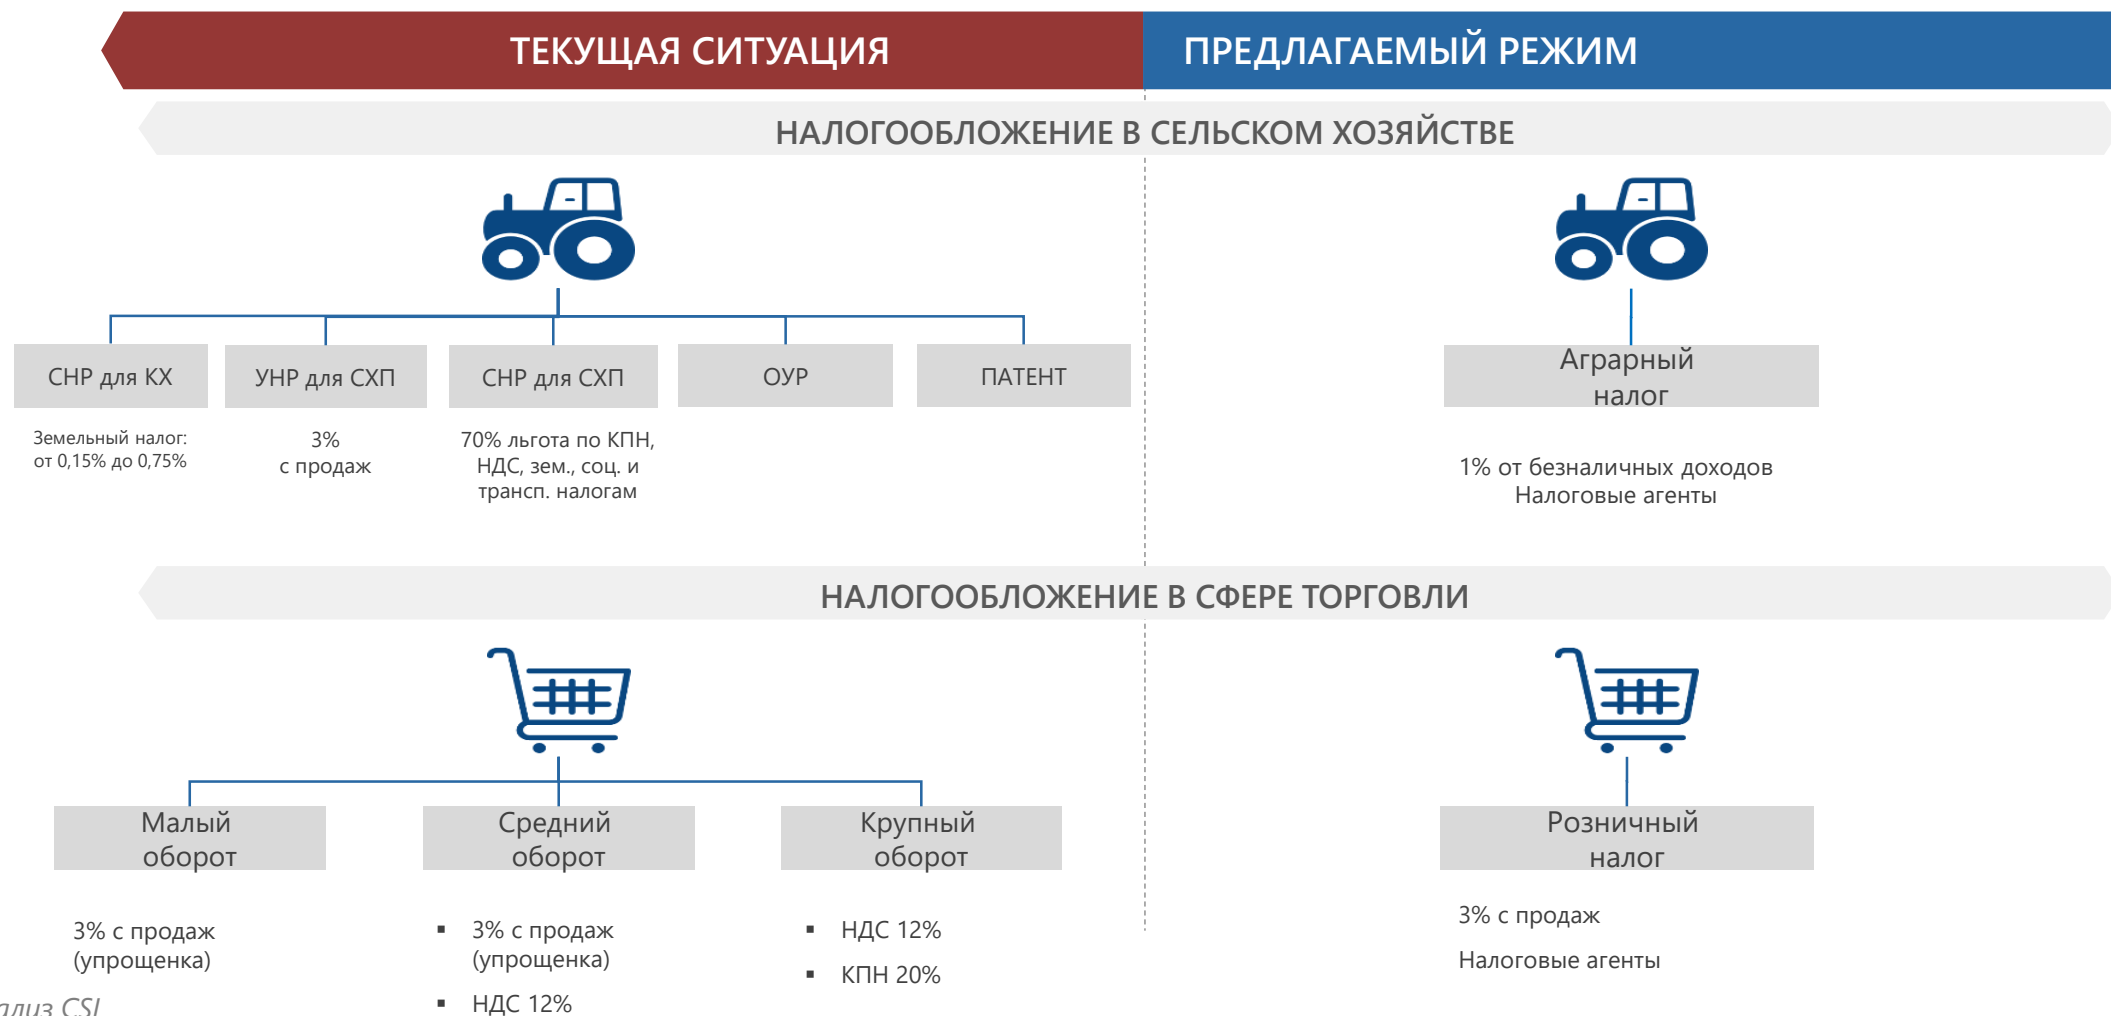 ТЕКУЩАЯ СИТУАЦИЯ
ПРЕДЛАГАЕМЫЙ РЕЖИМ
НАЛОГООБЛОЖЕНИЕ В СЕЛЬСКОМ ХОЗЯЙСТВЕ
СНР для КХ
УНР для СХП
СНР для СХП
ОУР
ПАТЕНТ
Аграрный
налог
Земельный налог:
от 0,15% до 0,75%
3%
с продаж
70% льгота по КПН,
НДС, зем., соц. и
трансп. налогам
1% от безналичных доходов
Налоговые агенты
НАЛОГООБЛОЖЕНИЕ В СФЕРЕ ТОРГОВЛИ
Малый
оборот
Средний
оборот
Крупный
оборот
Розничный
налог
3% с продаж
(упрощенка)
▪ 3% с продаж
(упрощенка)
▪ НДС 12%
▪ НДС 12%
▪ КПН 20%
3% с продаж
Налоговые агенты
CSI